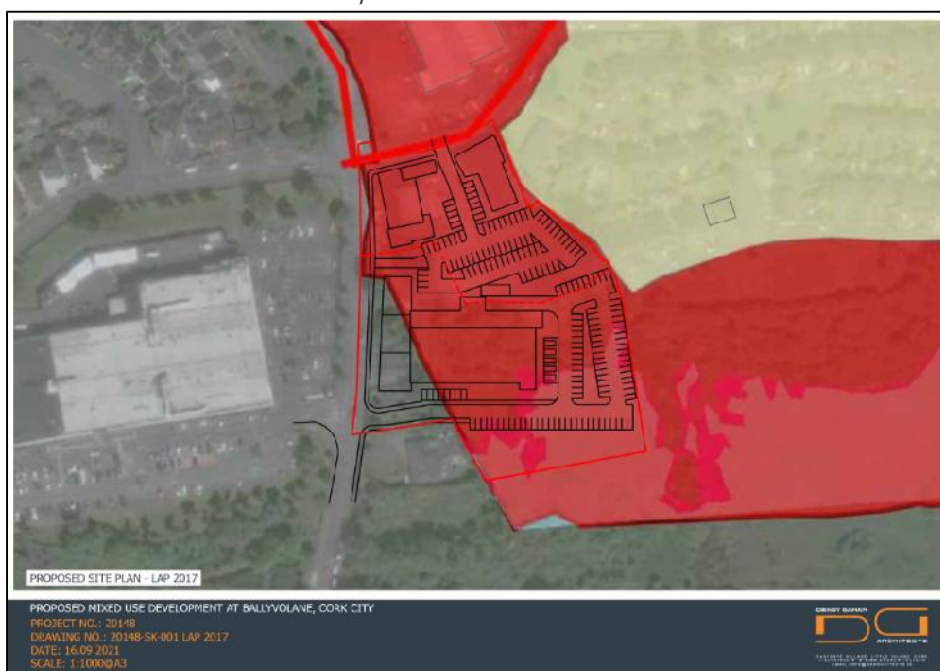 PROPOSED SITE PLAN - LAP 2017
PROPOSED MIXED USE DEVELOPMENT AT BALLYVOLANE, CORK CITY
PROJECT NO.: 20148
DRAWING NO.: 20148-SK-001 LAP 2017
DATE: 16.09 2021
SCALE: 1:1000@A3
DG
ARCHITECTS